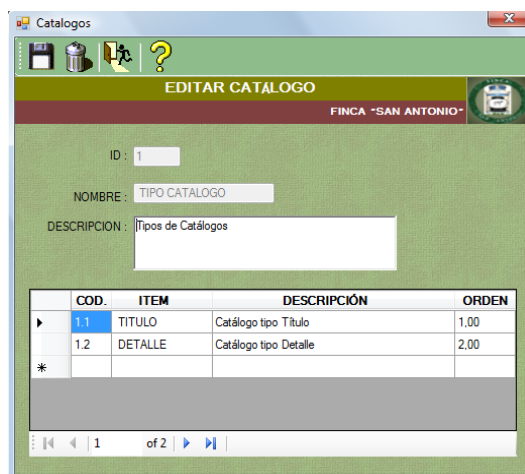 Catalogos
EDITAR CATÁLOGO
FINCA "SAN ANTONIO"
ID : 1
NOMBRE : TIPO CATALOGO
DESCRIPCION : Tipos de Catálogos
COD. ITEM DESCRIPCIÓN ORDEN
1.1 TITULO Catálogo tipo Título 1,00
1.2 DETALLE Catálogo tipo Detalle 2,00
1 of 2